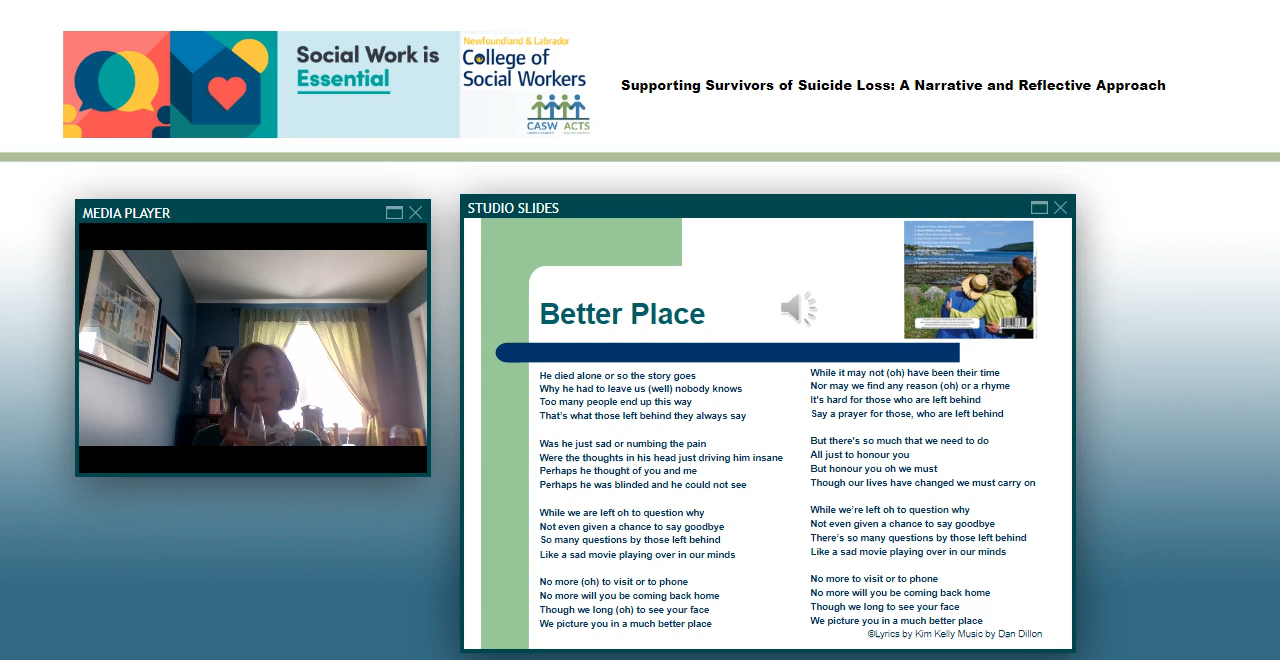 Social Work is
Essential
Newfoundland & Labrador
College of
Social Workers
CASW ACTS
Supporting Survivors of Suicide Loss: A Narrative and Reflective Approach
MEDIA PLAYER
STUDIO SLIDES
Better Place
He died alone or so the story goes
Why he had to leave us (well) nobody knows
Too many people end up this way
That's what those left behind they always say
Was he just sad or numbing the pain
Were the thoughts in his head just driving him insane
Perhaps he thought of you and me
Perhaps he was blinded and he could not see
While we are left oh to question why
Not even given a chance to say goodbye
So many questions by those left behind
Like a sad movie playing over in our minds
No more (oh) to visit or to phone
No more will you be coming back home
Though we long (oh) to see your face
We picture you in a much better place
While it may not (oh) have been their time
Nor may we find any reason (oh) or a rhyme
It's hard for those who are left behind
Say a prayer for those, who are left behind
But there's so much that we need to do
All just to honour you
But honour you oh we must
Though our lives have changed we must carry on
While we're left oh to question why
Not even given a chance to say goodbye
There's so many questions by those left behind
Like a sad movie playing over in our minds
No more to visit or to phone
No more will you be coming back home
Though we long to see your face
We picture you in a much better place
©Lyrics by Kim Kelly Music by Dan Dillon